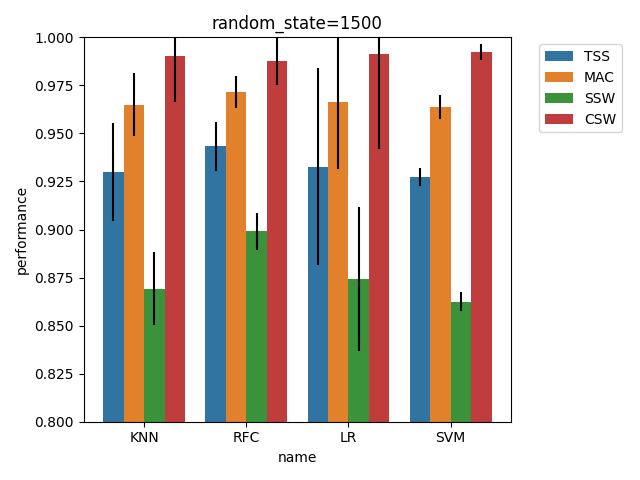 random_state=1500
1.000
0.975
0.950
0.925
0.900
0.875
0.850
0.825
0.800
performance
KNN RFC LR SVM
name
TSS
MAC
SSW
CSW